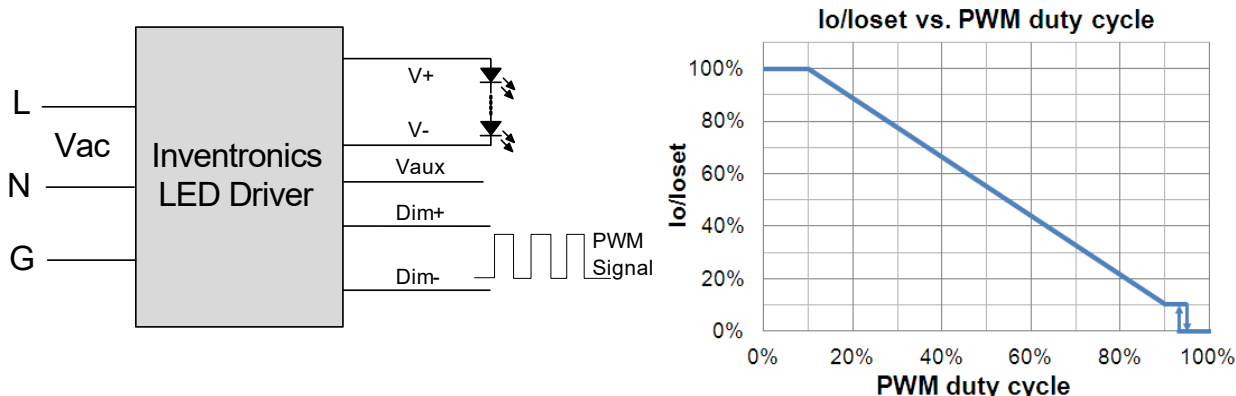 L
Vac
N
G
Inventronics
LED Driver
V+
V-
Vaux
Dim+
Dim-
PWM
Signal
Io/Ioset vs. PWM duty cycle
100%
80%
60%
40%
20%
0%
Io/Ioset
0% 20% 40% 60% 80% 100%
PWM duty cycle